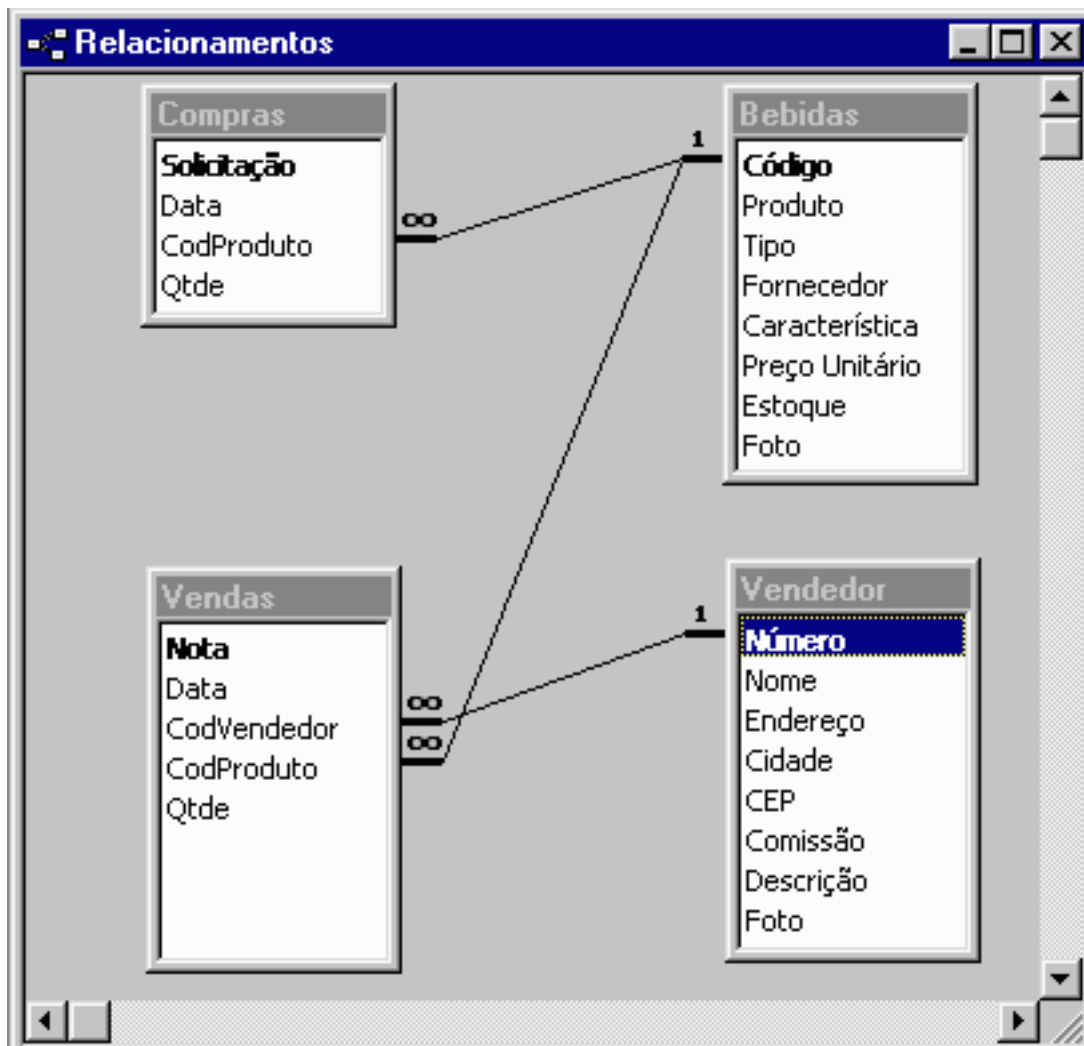 Relacionamentos
Compras
Solicitação
Data
CodProduto
Qtde
∞
1
Bebidas
Código
Produto
Tipo
Fornecedor
Característica
Preço Unitário
Estoque
Foto
Vendas
Nota
Data
CodVendedor
CodProduto
Qtde
∞
∞
1
Vendedor
Número
Nome
Endereço
Cidade
CEP
Comissão
Descrição
Foto